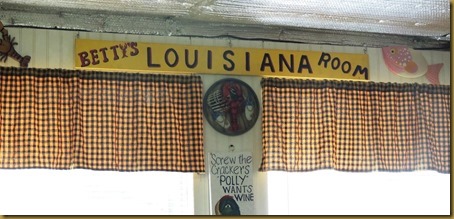 BETTY'S LOUISIANA ROOM
Screw the
Crackers
"POLLY"
WANTS
WINE